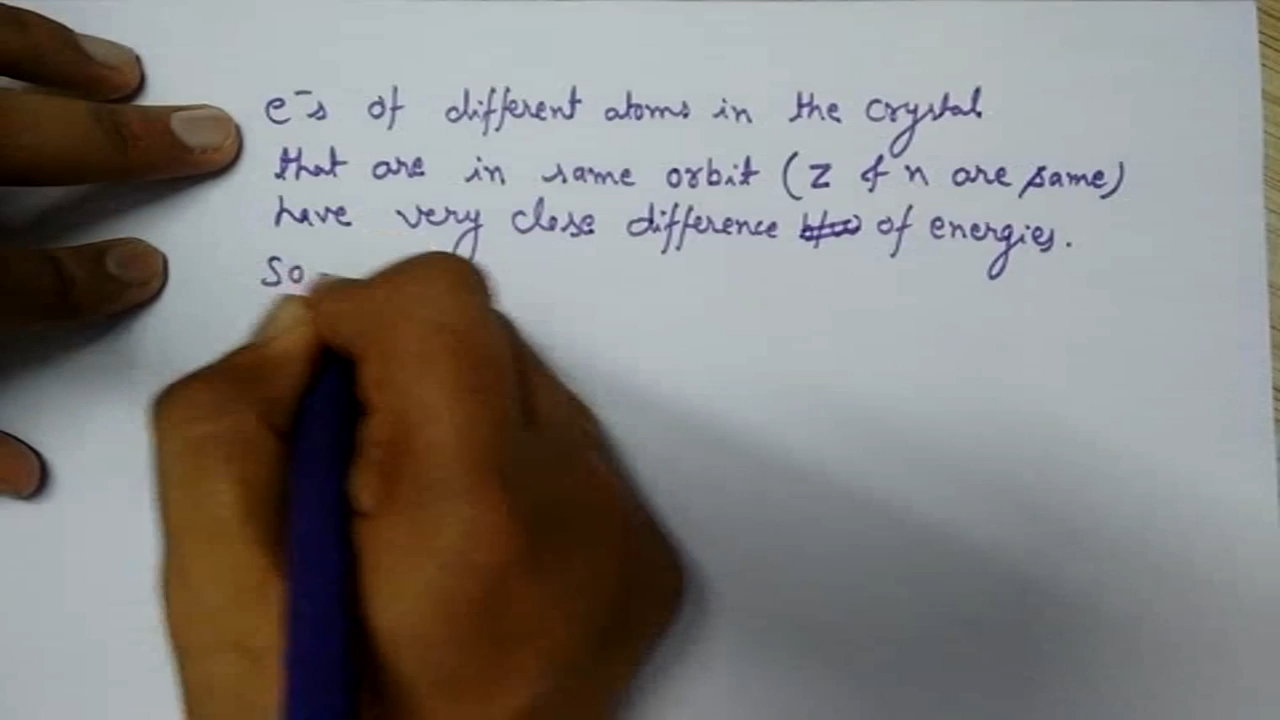 e⁻s of different atoms in the crystal
that are in same orbit (Z & n are same)
have very close difference of energies.
So